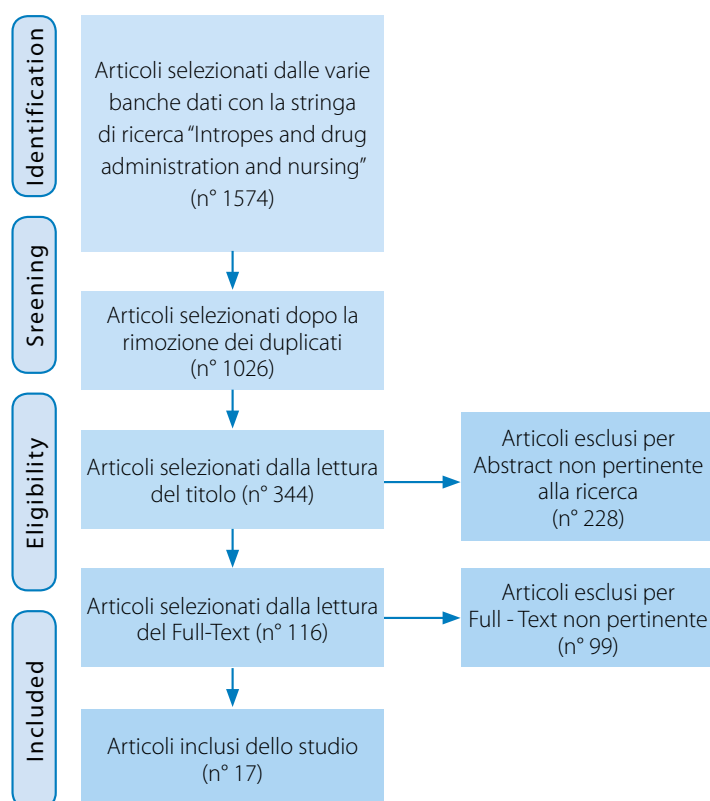 Identification
Articoli selezionati dalle varie
banche dati con la stringa
di ricerca “Intropes and drug
administration and nursing”
(n° 1574)
Sreening
Articoli selezionati dopo la
rimozione dei duplicati
(n° 1026)
Eligibility
Articoli selezionati dalla lettura
del titolo (n° 344)
Articoli esclusi per
Abstract non pertinente
alla ricerca
(n° 228)
Articoli selezionati dalla lettura
del Full-Text (n° 116)
Articoli esclusi per
Full - Text non pertinente
(n° 99)
Included
Articoli inclusi dello studio
(n° 17)